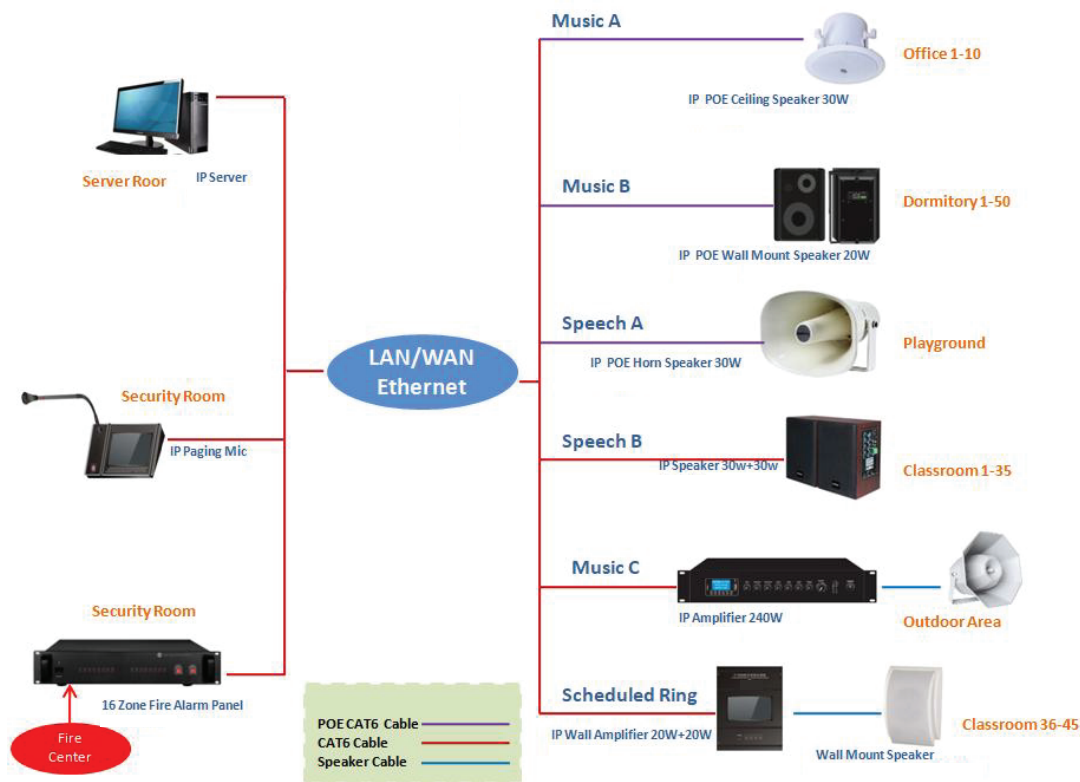 Music A
Office 1-10
IP POE Ceiling Speaker 30W
Server Roor
IP Server
Music B
Dormitory 1-50
IP POE Wall Mount Speaker 20W
Speech A
LAN/WAN
Ethernet
IP POE Horn Speaker 30W
Playground
Security Room
IP Paging Mic
Speech B
IP Speaker 30w+30w
Classroom 1-35
Music C
IP Amplifier 240W
Outdoor Area
Security Room
16 Zone Fire Alarm Panel
Fire
Center
Scheduled Ring
IP Wall Amplifier 20W+20W
Wall Mount Speaker
Classroom 36-45
POE CAT6 Cable
CAT6 Cable
Speaker Cable